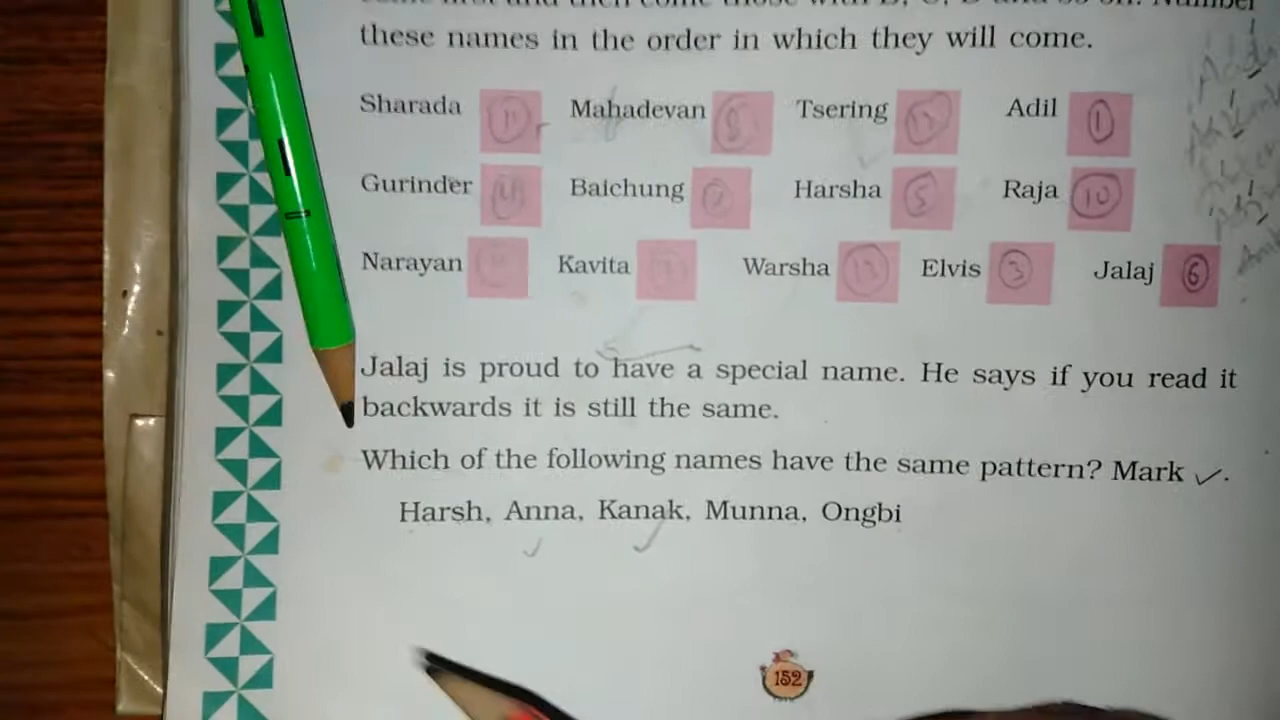 these names in the order in which they will come.
Sharada 11 Mahadevan Tsering Adil 1
Gurinder Baichung Harsha 5 Raja 10
Narayan Kavita Warsha 13 Elvis 3 Jalaj 6
Jalaj is proud to have a special name. He says if you read it
backwards it is still the same.
Which of the following names have the same pattern? Mark ✓.
Harsh, Anna, Kanak, Munna, Ongbi
152